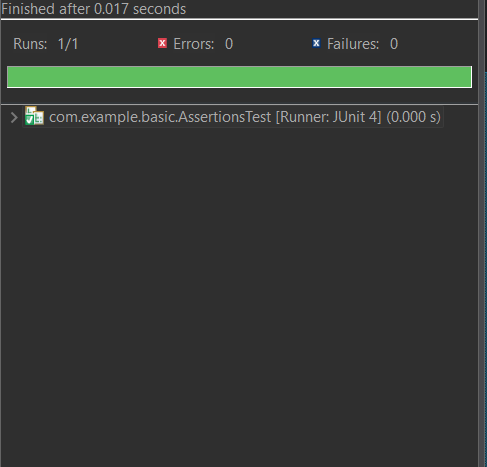 Finished after 0.017 seconds
Runs: 1/1 Errors: 0 Failures: 0
com.example.basic.AssertionsTest [Runner: JUnit 4] (0.000 s)